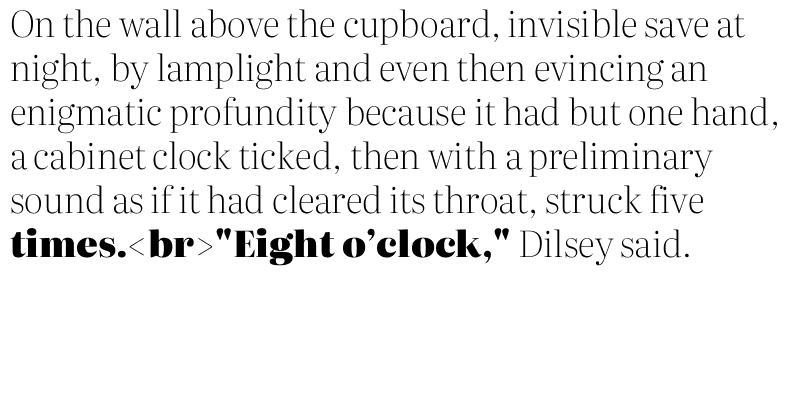 On the wall above the cupboard, invisible save at
night, by lamplight and even then evincing an
enigmatic profundity because it had but one hand,
a cabinet clock ticked, then with a preliminary
sound as if it had cleared its throat, struck five
times.<br>"Eight o’clock," Dilsey said.